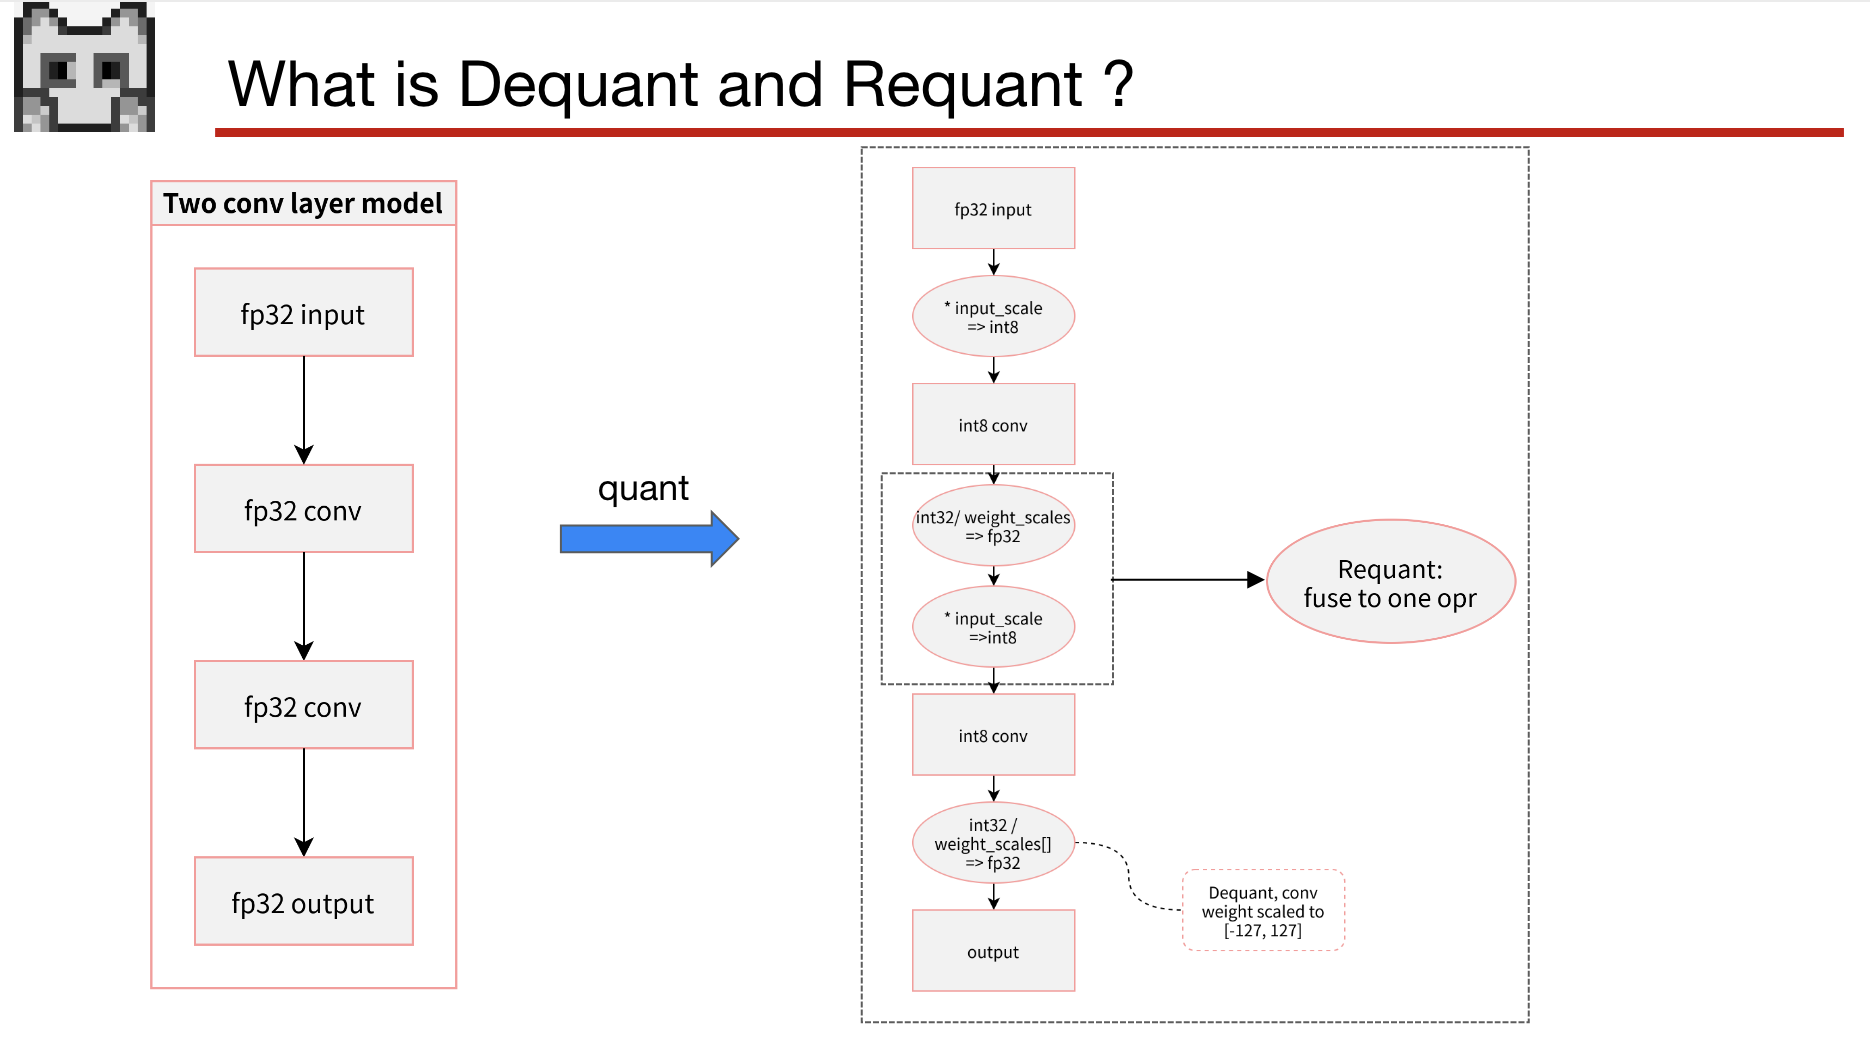 What is Dequant and Requant ?
Two conv layer model
fp32 input
fp32 conv
fp32 conv
fp32 output
quant
fp32 input
* input_scale
=> int8
int8 conv
int32/ weight_scales
=> fp32
* input_scale
=>int8
Requant:
fuse to one opr
int8 conv
int32 /
weight_scales[]
=> fp32
Dequant, conv
weight scaled to
[-127, 127]
output